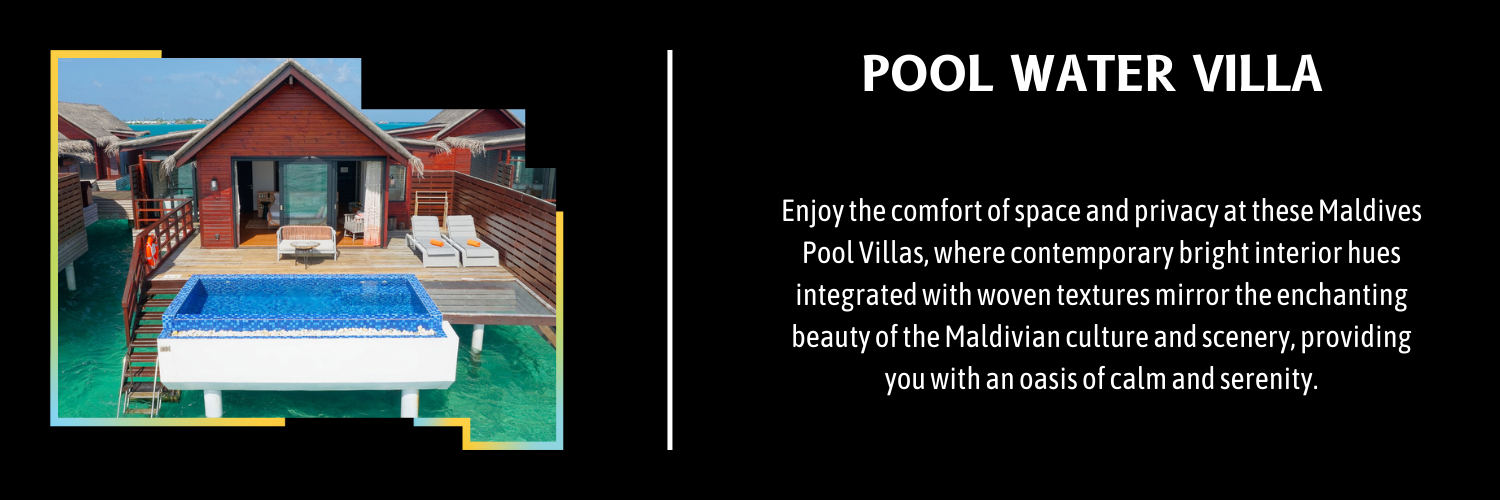 POOL WATER VILLA
Enjoy the comfort of space and privacy at these Maldives
Pool Villas, where contemporary bright interior hues
integrated with woven textures mirror the enchanting
beauty of the Maldivian culture and scenery, providing
you with an oasis of calm and serenity.